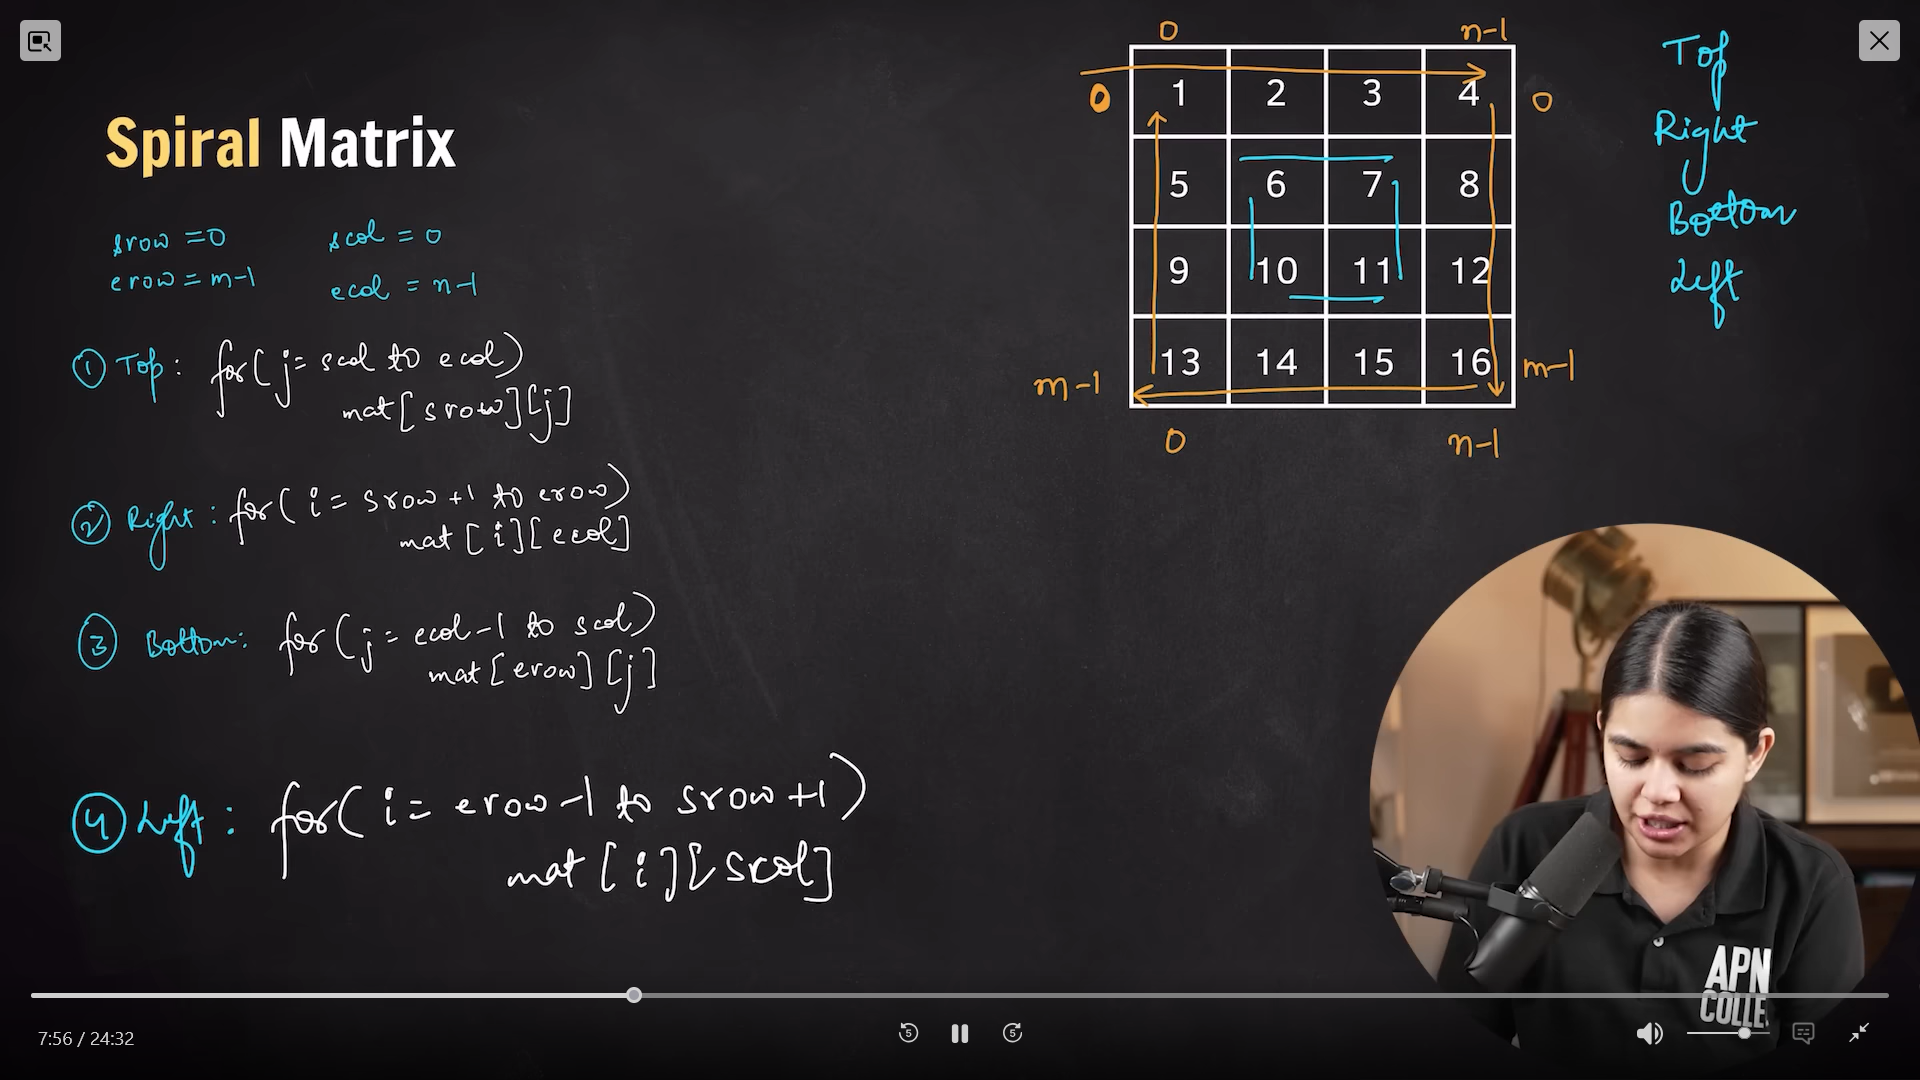 Spiral Matrix
srow = 0
scol = 0
erow = m-1
ecol = n-1
① Top: for( j = scol to ecol)
mat[srow][j]
② Right: for( i = srow+1 to erow)
mat[i][ecol]
③ Bottom: for( j = ecol-1 to scol)
mat[erow][j]
④ Left: for( i = erow-1 to srow+1)
mat[i][scol]
0 n-1
0 1 2 3 4 0
5 6 7 8
9 10 11 12
m-1 13 14 15 16 m-1
0 n-1
Top
Right
Bottom
Left
APN
COLLE
7:56 / 24:32
5
5